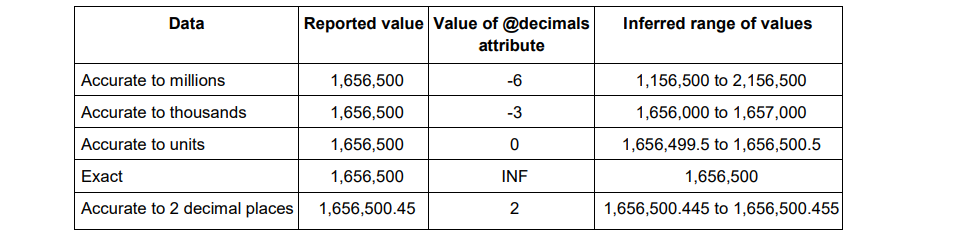 Data Reported value Value of @decimals attribute Inferred range of values
Accurate to millions 1,656,500 -6 1,156,500 to 2,156,500
Accurate to thousands 1,656,500 -3 1,656,000 to 1,657,000
Accurate to units 1,656,500 0 1,656,499.5 to 1,656,500.5
Exact 1,656,500 INF 1,656,500
Accurate to 2 decimal places 1,656,500.45 2 1,656,500.445 to 1,656,500.455